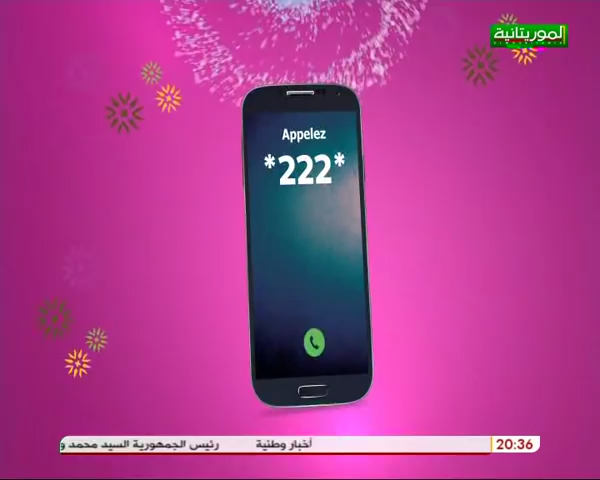 الموريتانية
Appelez
*222*
أخبار وطنية رئيس الجمهورية السيد محمد و
20:36